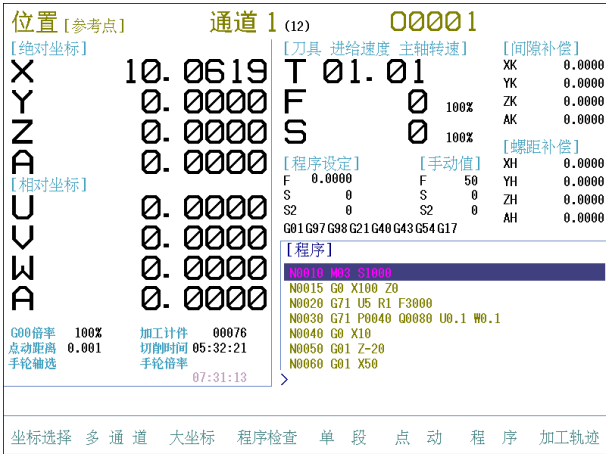 位置[参考点] 通道 1 (12) O0001
[绝对坐标]
X 10.0619
Y 0.0000
Z 0.0000
A 0.0000
[相对坐标]
U 0.0000
V 0.0000
W 0.0000
A 0.0000
G00倍率 100% 加工计件 00076
点动距离 0.001 切削时间 05:32:21
手轮轴选 手轮倍率
07:31:13
[刀具 进给速度 主轴转速]
T 01.01
F 0 100%
S 0 100%
[程序设定] [手动值]
F 0.0000 F 50
S 0 S 0
S2 0 S2 0
G01 G97 G98 G21 G40 G43 G54 G17
[间隙补偿]
XK 0.0000
YK 0.0000
ZK 0.0000
AK 0.0000
[螺距补偿]
XH 0.0000
YH 0.0000
ZH 0.0000
AH 0.0000
[程序]
N0010 M03 S1000
N0015 G0 X100 Z0
N0020 G71 U5 R1 F3000
N0030 G71 P0040 Q0080 U0.1 W0.1
N0040 G0 X10
N0050 G01 Z-20
N0060 G01 X50
>
坐标选择 多通道 大坐标 程序检查 单段 点动 程序 加工轨迹